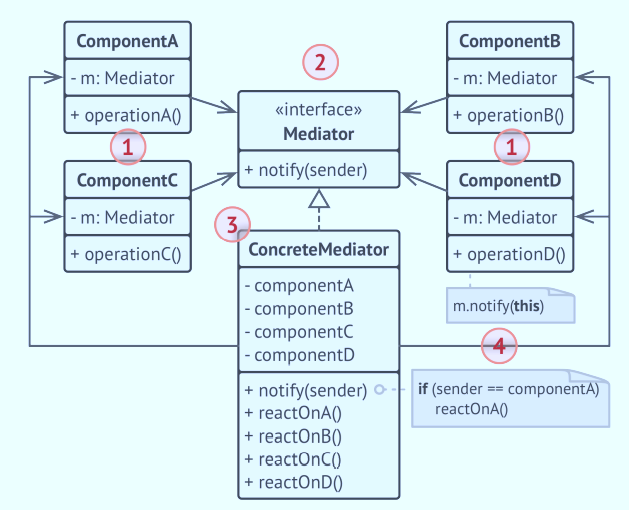 ComponentA
- m: Mediator
+ operationA()
ComponentB
- m: Mediator
+ operationB()
2
«interface»
Mediator
+ notify(sender)
1
1
ComponentC
- m: Mediator
+ operationC()
ComponentD
- m: Mediator
+ operationD()
3
ConcreteMediator
- componentA
- componentB
- componentC
- componentD
+ notify(sender)
+ reactOnA()
+ reactOnB()
+ reactOnC()
+ reactOnD()
m.notify(this)
4
if (sender == componentA)
reactOnA()